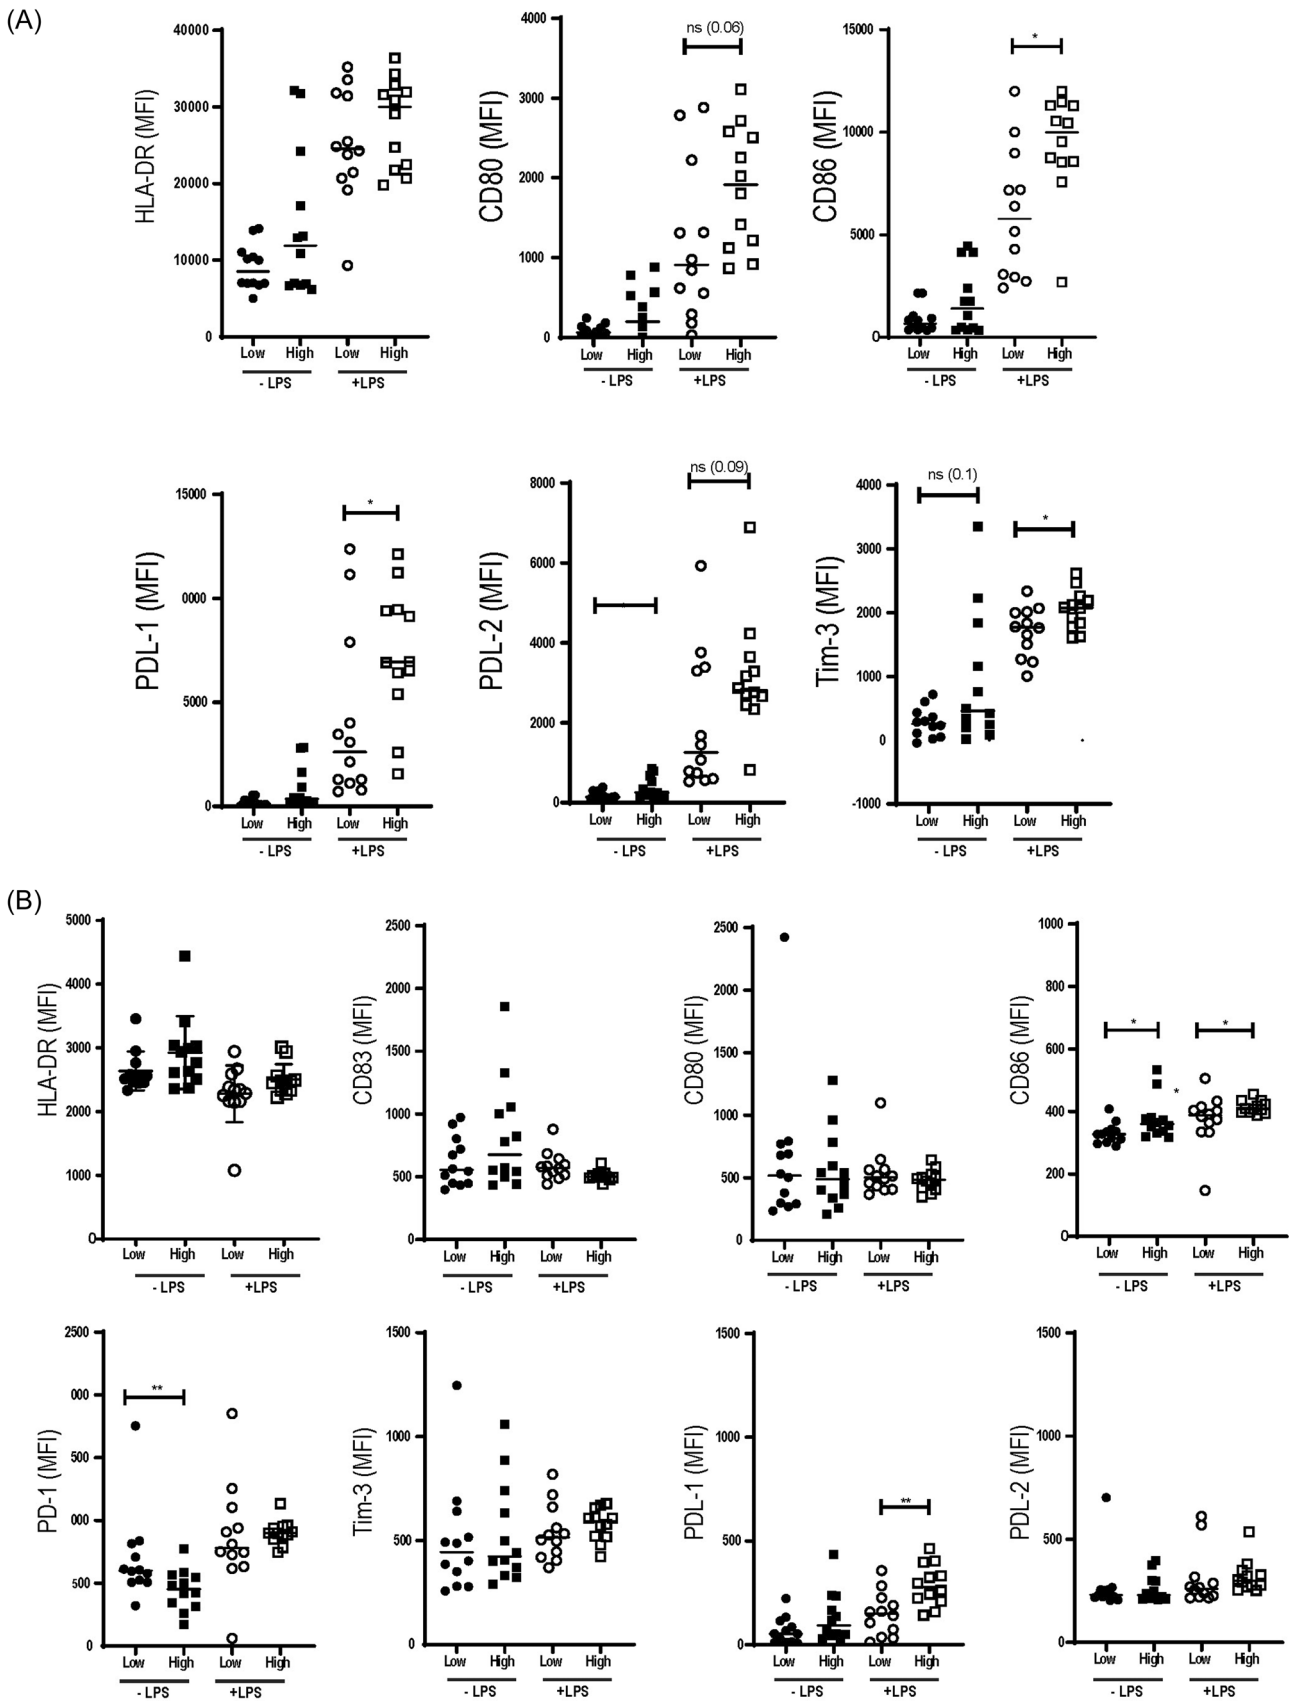 (A)
HLA-DR (MFI)
40000
30000
20000
10000
0
Low
High
Low
High
- LPS
+LPS
CD80 (MFI)
4000
3000
2000
1000
0
ns (0.06)
Low
High
Low
High
- LPS
+LPS
CD86 (MFI)
15000
10000
5000
0
*
Low
High
Low
High
- LPS
+LPS
PDL-1 (MFI)
15000
0000
5000
0
*
Low
High
Low
High
- LPS
+LPS
PDL-2 (MFI)
8000
6000
4000
2000
0
ns (0.09)
Low
High
Low
High
- LPS
+LPS
Tim-3 (MFI)
4000
3000
2000
1000
0
-1000
ns (0.1)
*
Low
High
Low
High
- LPS
+LPS
(B)
HLA-DR (MFI)
5000
4000
3000
2000
1000
0
Low
High
Low
High
- LPS
+LPS
CD83 (MFI)
2500
2000
1500
1000
500
0
Low
High
Low
High
- LPS
+LPS
CD80 (MFI)
2500
2000
1500
1000
500
0
Low
High
Low
High
- LPS
+LPS
CD86 (MFI)
1000
800
600
400
200
0
*
*
*
Low
High
Low
High
- LPS
+LPS
PD-1 (MFI)
2500
000
500
000
500
0
**
Low
High
Low
High
- LPS
+LPS
Tim-3 (MFI)
1500
1000
500
0
Low
High
Low
High
- LPS
+LPS
PDL-1 (MFI)
1500
1000
500
0
**
Low
High
Low
High
- LPS
+LPS
PDL-2 (MFI)
1500
1000
500
0
Low
High
Low
High
- LPS
+LPS